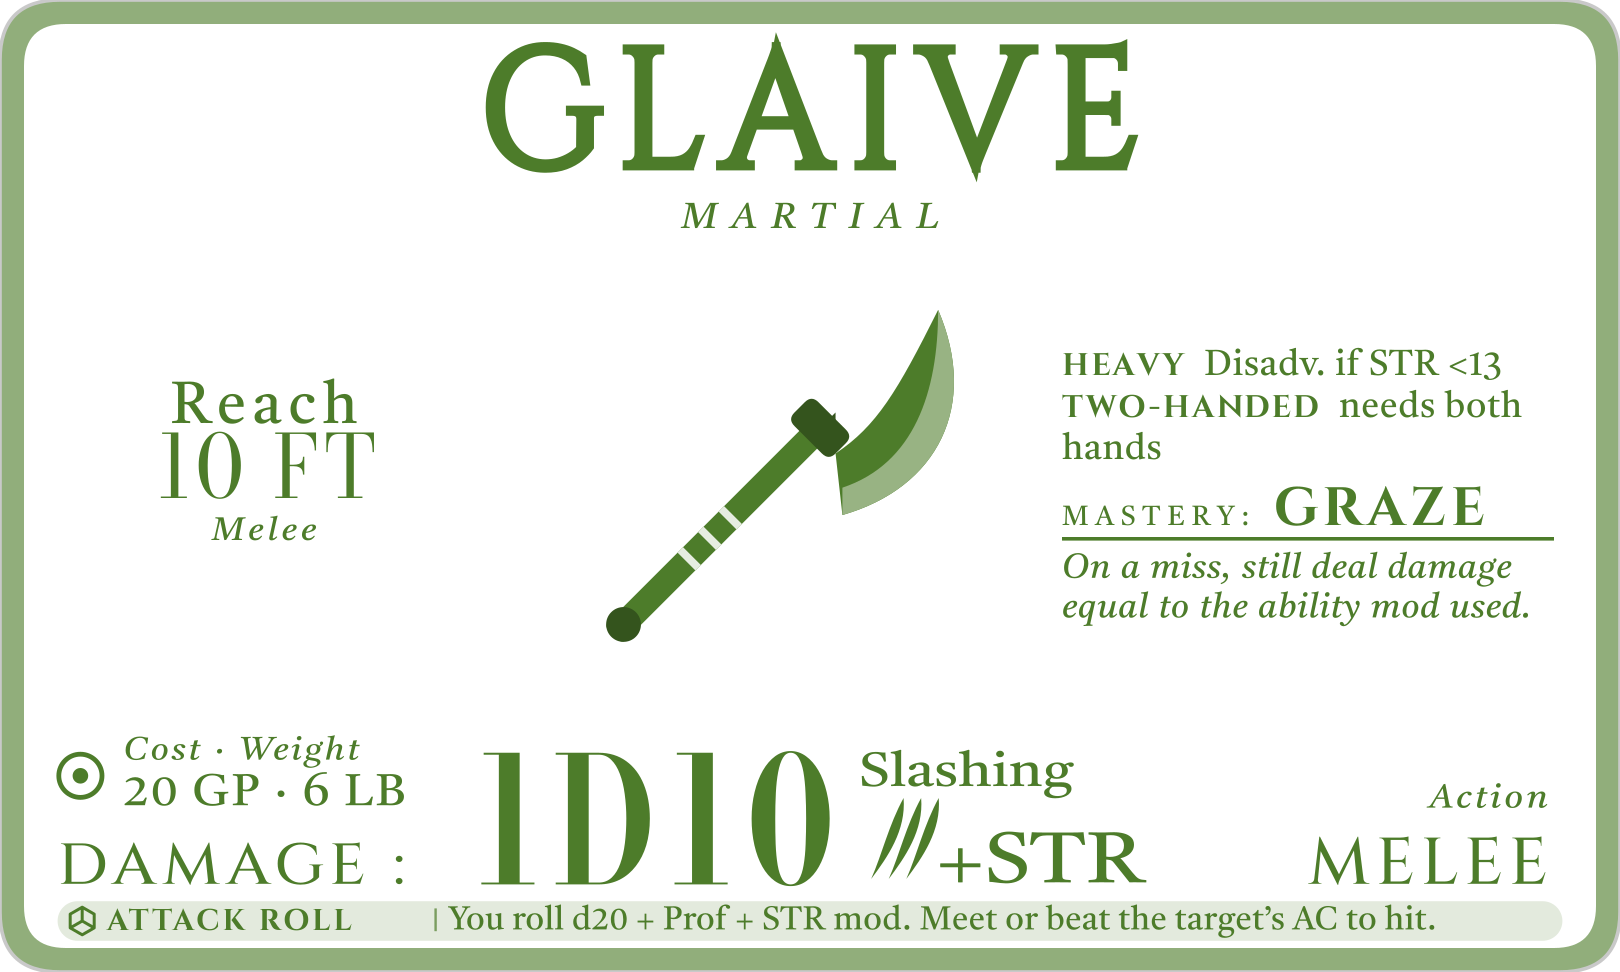 GLAIVE
MARTIAL
Reach
10 FT
Melee
HEAVY Disadv. if STR <13
TWO-HANDED needs both
hands
MASTERY: GRAZE
On a miss, still deal damage
equal to the ability mod used.
Cost · Weight
20 GP · 6 LB
DAMAGE :
1D10
Slashing
+STR
Action
MELEE
ATTACK ROLL | You roll d20 + Prof + STR mod. Meet or beat the target’s AC to hit.